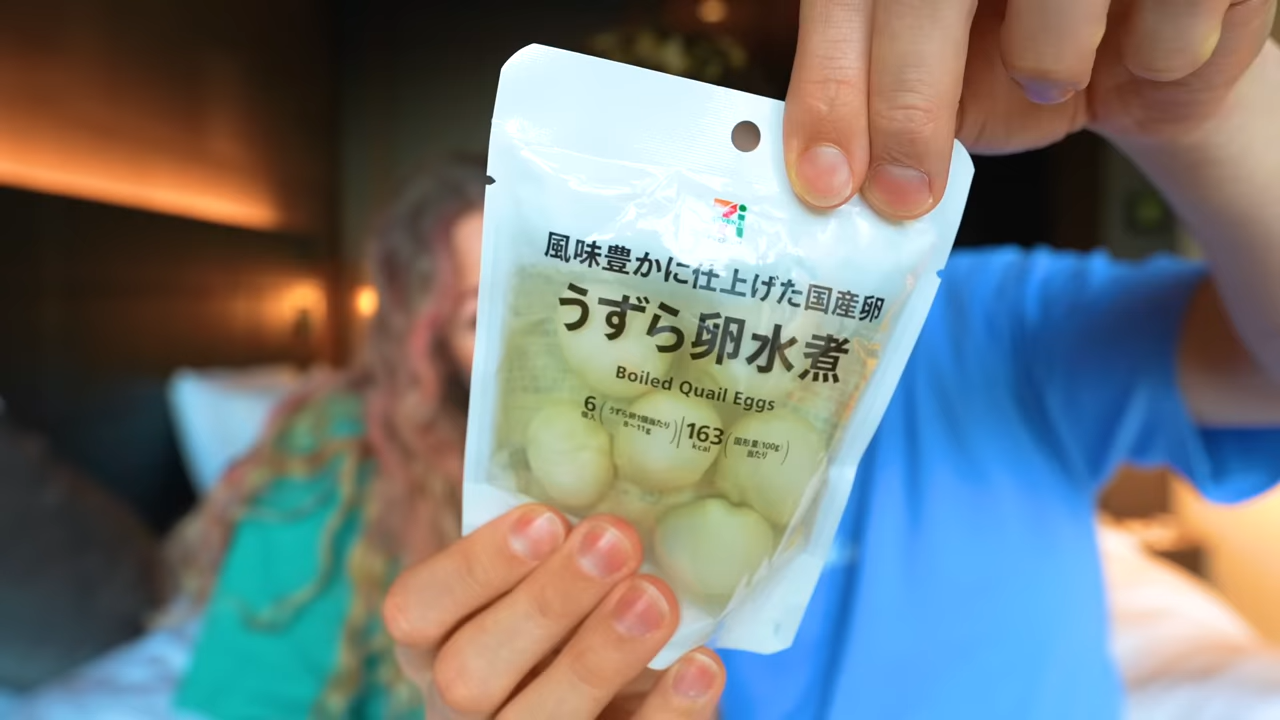 風味豊かに仕上げた国産卵
うずら卵水煮
Boiled Quail Eggs
6個入(うずら卵1個当たり8~11g) 163kcal(固形量(100g)当たり)